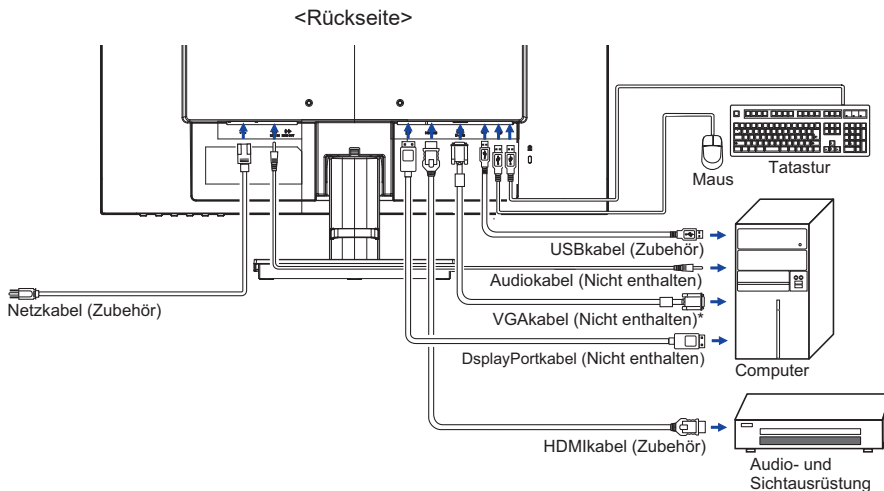 <Rückseite>
Maus
Tatastur
USBkabel (Zubehör)
Audiokabel (Nicht enthalten)
Netzkabel (Zubehör)
VGAkabel (Nicht enthalten)*
DsplayPortkabel (Nicht enthalten)
Computer
HDMIkabel (Zubehör)
Audio- und
Sichtausrüstung